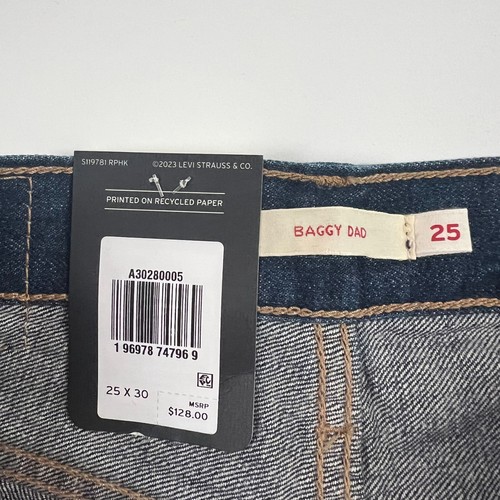 S119781 RPHK ©2023 LEVI STRAUSS & CO.
PRINTED ON RECYCLED PAPER
A30280005
1 96978 74796 9
25 X 30
MSRP
$128.00
BAGGY DAD
25